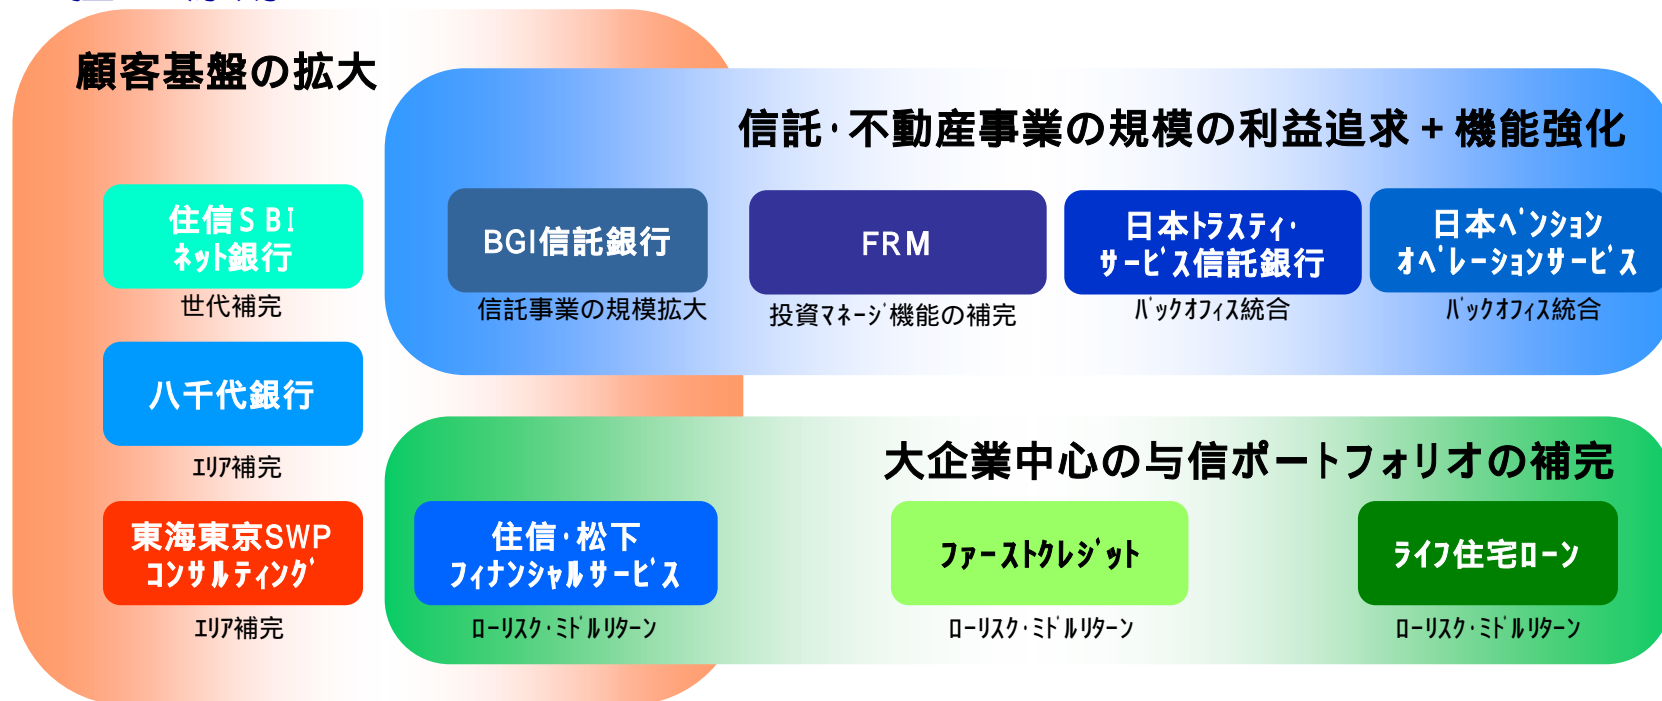 顧客基盤の拡大
信託・不動産事業の規模の利益追求 + 機能強化
住信SBI
ﾈｯﾄ銀行
世代補完
BGI信託銀行
信託事業の規模拡大
FRM
投資ﾏﾈｰｼﾞ機能の補完
日本ﾄﾗｽﾃｨ・
ｻｰﾋﾞｽ信託銀行
ﾊﾞｯｸｵﾌｨｽ統合
日本ﾍﾟﾝｼｮﾝ
ｵﾍﾟﾚｰｼｮﾝｻｰﾋﾞｽ
ﾊﾞｯｸｵﾌｨｽ統合
八千代銀行
ｴﾘｱ補完
大企業中心の与信ポートフォリオの補完
東海東京SWP
ｺﾝｻﾙﾃｨﾝｸﾞ
ｴﾘｱ補完
住信・松下
ﾌｨﾅﾝｼｬﾙｻｰﾋﾞｽ
ﾛｰﾘｽｸ・ﾐﾄﾞﾙﾘﾀｰﾝ
ﾌｧｰｽﾄｸﾚｼﾞｯﾄ
ﾛｰﾘｽｸ・ﾐﾄﾞﾙﾘﾀｰﾝ
ﾗｲﾌ住宅ﾛｰﾝ
ﾛｰﾘｽｸ・ﾐﾄﾞﾙﾘﾀｰﾝ